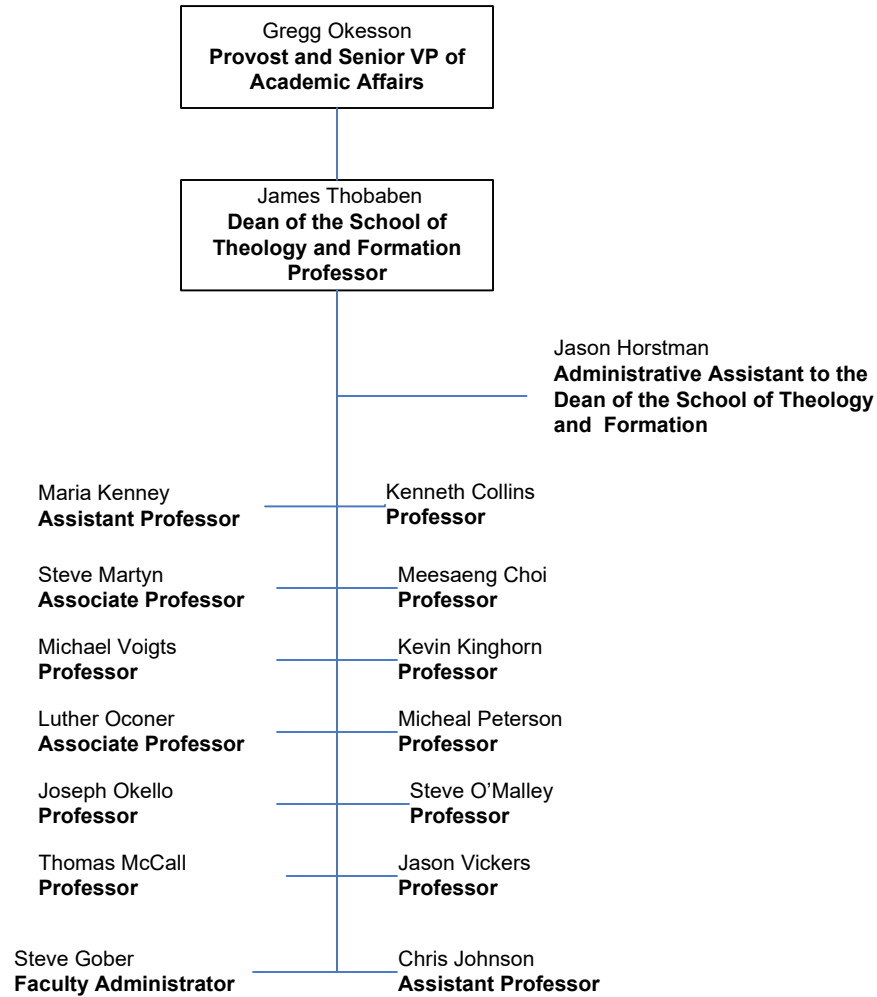 Gregg Okesson
Provost and Senior VP of
Academic Affairs
James Thobaben
Dean of the School of
Theology and Formation
Professor
Jason Horstman
Administrative Assistant to the
Dean of the School of Theology
and  Formation
Maria Kenney
Assistant Professor
Kenneth Collins
Professor
Steve Martyn
Associate Professor
Meesaeng Choi
Professor
Michael Voigts
Professor
Kevin Kinghorn
Professor
Luther Oconer
Associate Professor
Micheal Peterson
Professor
Joseph Okello
Professor
Steve O’Malley
Professor
Thomas McCall
Professor
Jason Vickers
Professor
Steve Gober
Faculty Administrator
Chris Johnson
Assistant Professor